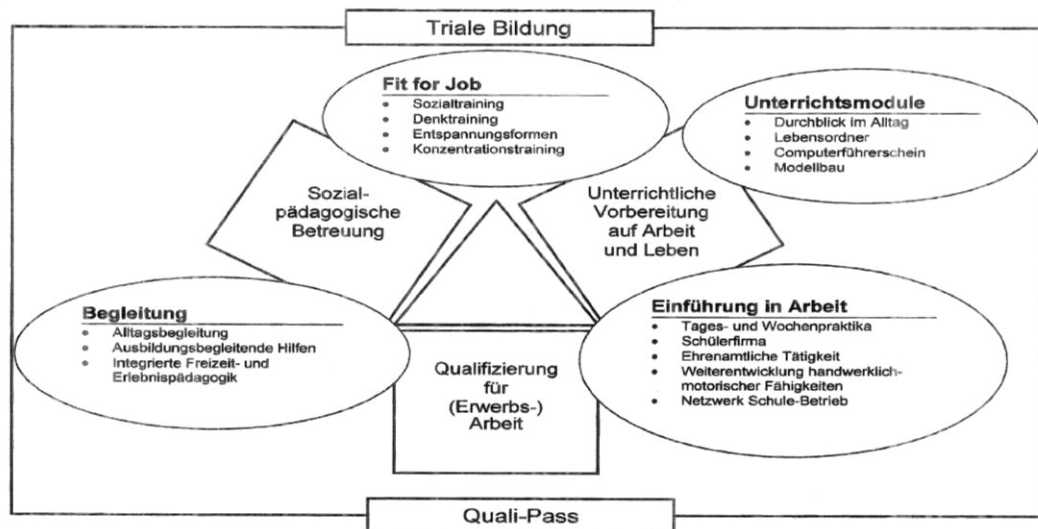 Triale Bildung
Fit for Job
• Sozialtraining
• Denktraining
• Entspannungsformen
• Konzentrationstraining
Unterrichtsmodule
• Durchblick im Alltag
• Lebensordner
• Computerführerschein
• Modellbau
Sozial-
pädagogische
Betreuung
Unterrichtliche
Vorbereitung
auf Arbeit
und Leben
Begleitung
• Alltagsbegleitung
• Ausbildungsbegleitende Hilfen
• Integrierte Freizeit- und
Erlebnispädagogik
Einführung in Arbeit
• Tages- und Wochenpraktika
• Schülerfirma
• Ehrenamtliche Tätigkeit
• Weiterentwicklung handwerklich-
motorischer Fähigkeiten
• Netzwerk Schule-Betrieb
Qualifizierung
für
(Erwerbs-)
Arbeit
Quali-Pass